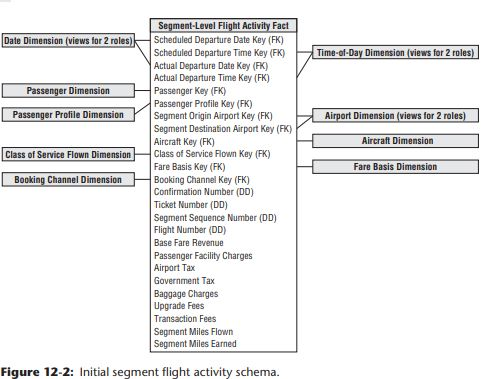 Segment-Level Flight Activity Fact
Scheduled Departure Date Key (FK)
Scheduled Departure Time Key (FK)
Actual Departure Date Key (FK)
Actual Departure Time Key (FK)
Passenger Key (FK)
Passenger Profile Key (FK)
Segment Origin Airport Key (FK)
Segment Destination Airport Key (FK)
Aircraft Key (FK)
Class of Service Flown Key (FK)
Fare Basis Key (FK)
Booking Channel Key (FK)
Confirmation Number (DD)
Ticket Number (DD)
Segment Sequence Number (DD)
Flight Number (DD)
Base Fare Revenue
Passenger Facility Charges
Airport Tax
Government Tax
Baggage Charges
Upgrade Fees
Transaction Fees
Segment Miles Flown
Segment Miles Earned
Date Dimension (views for 2 roles)
Passenger Dimension
Passenger Profile Dimension
Class of Service Flown Dimension
Booking Channel Dimension
Time-of-Day Dimension (views for 2 roles)
Airport Dimension (views for 2 roles)
Aircraft Dimension
Fare Basis Dimension
Figure 12-2: Initial segment flight activity schema.